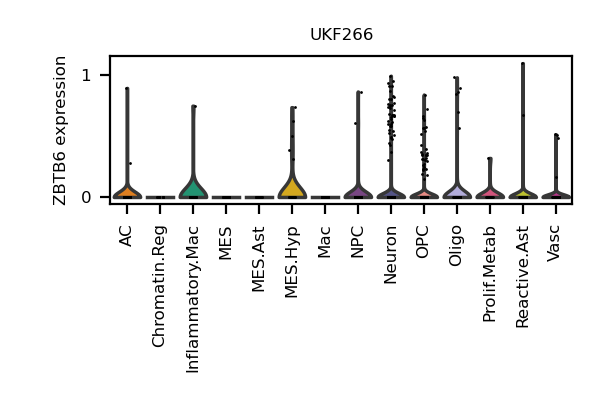 UKF266
ZBTB6 expression
1
0
AC
Chromatin.Reg
Inflammatory.Mac
MES
MES.Ast
MES.Hyp
Mac
NPC
Neuron
OPC
Oligo
Prolif.Metab
Reactive.Ast
Vasc